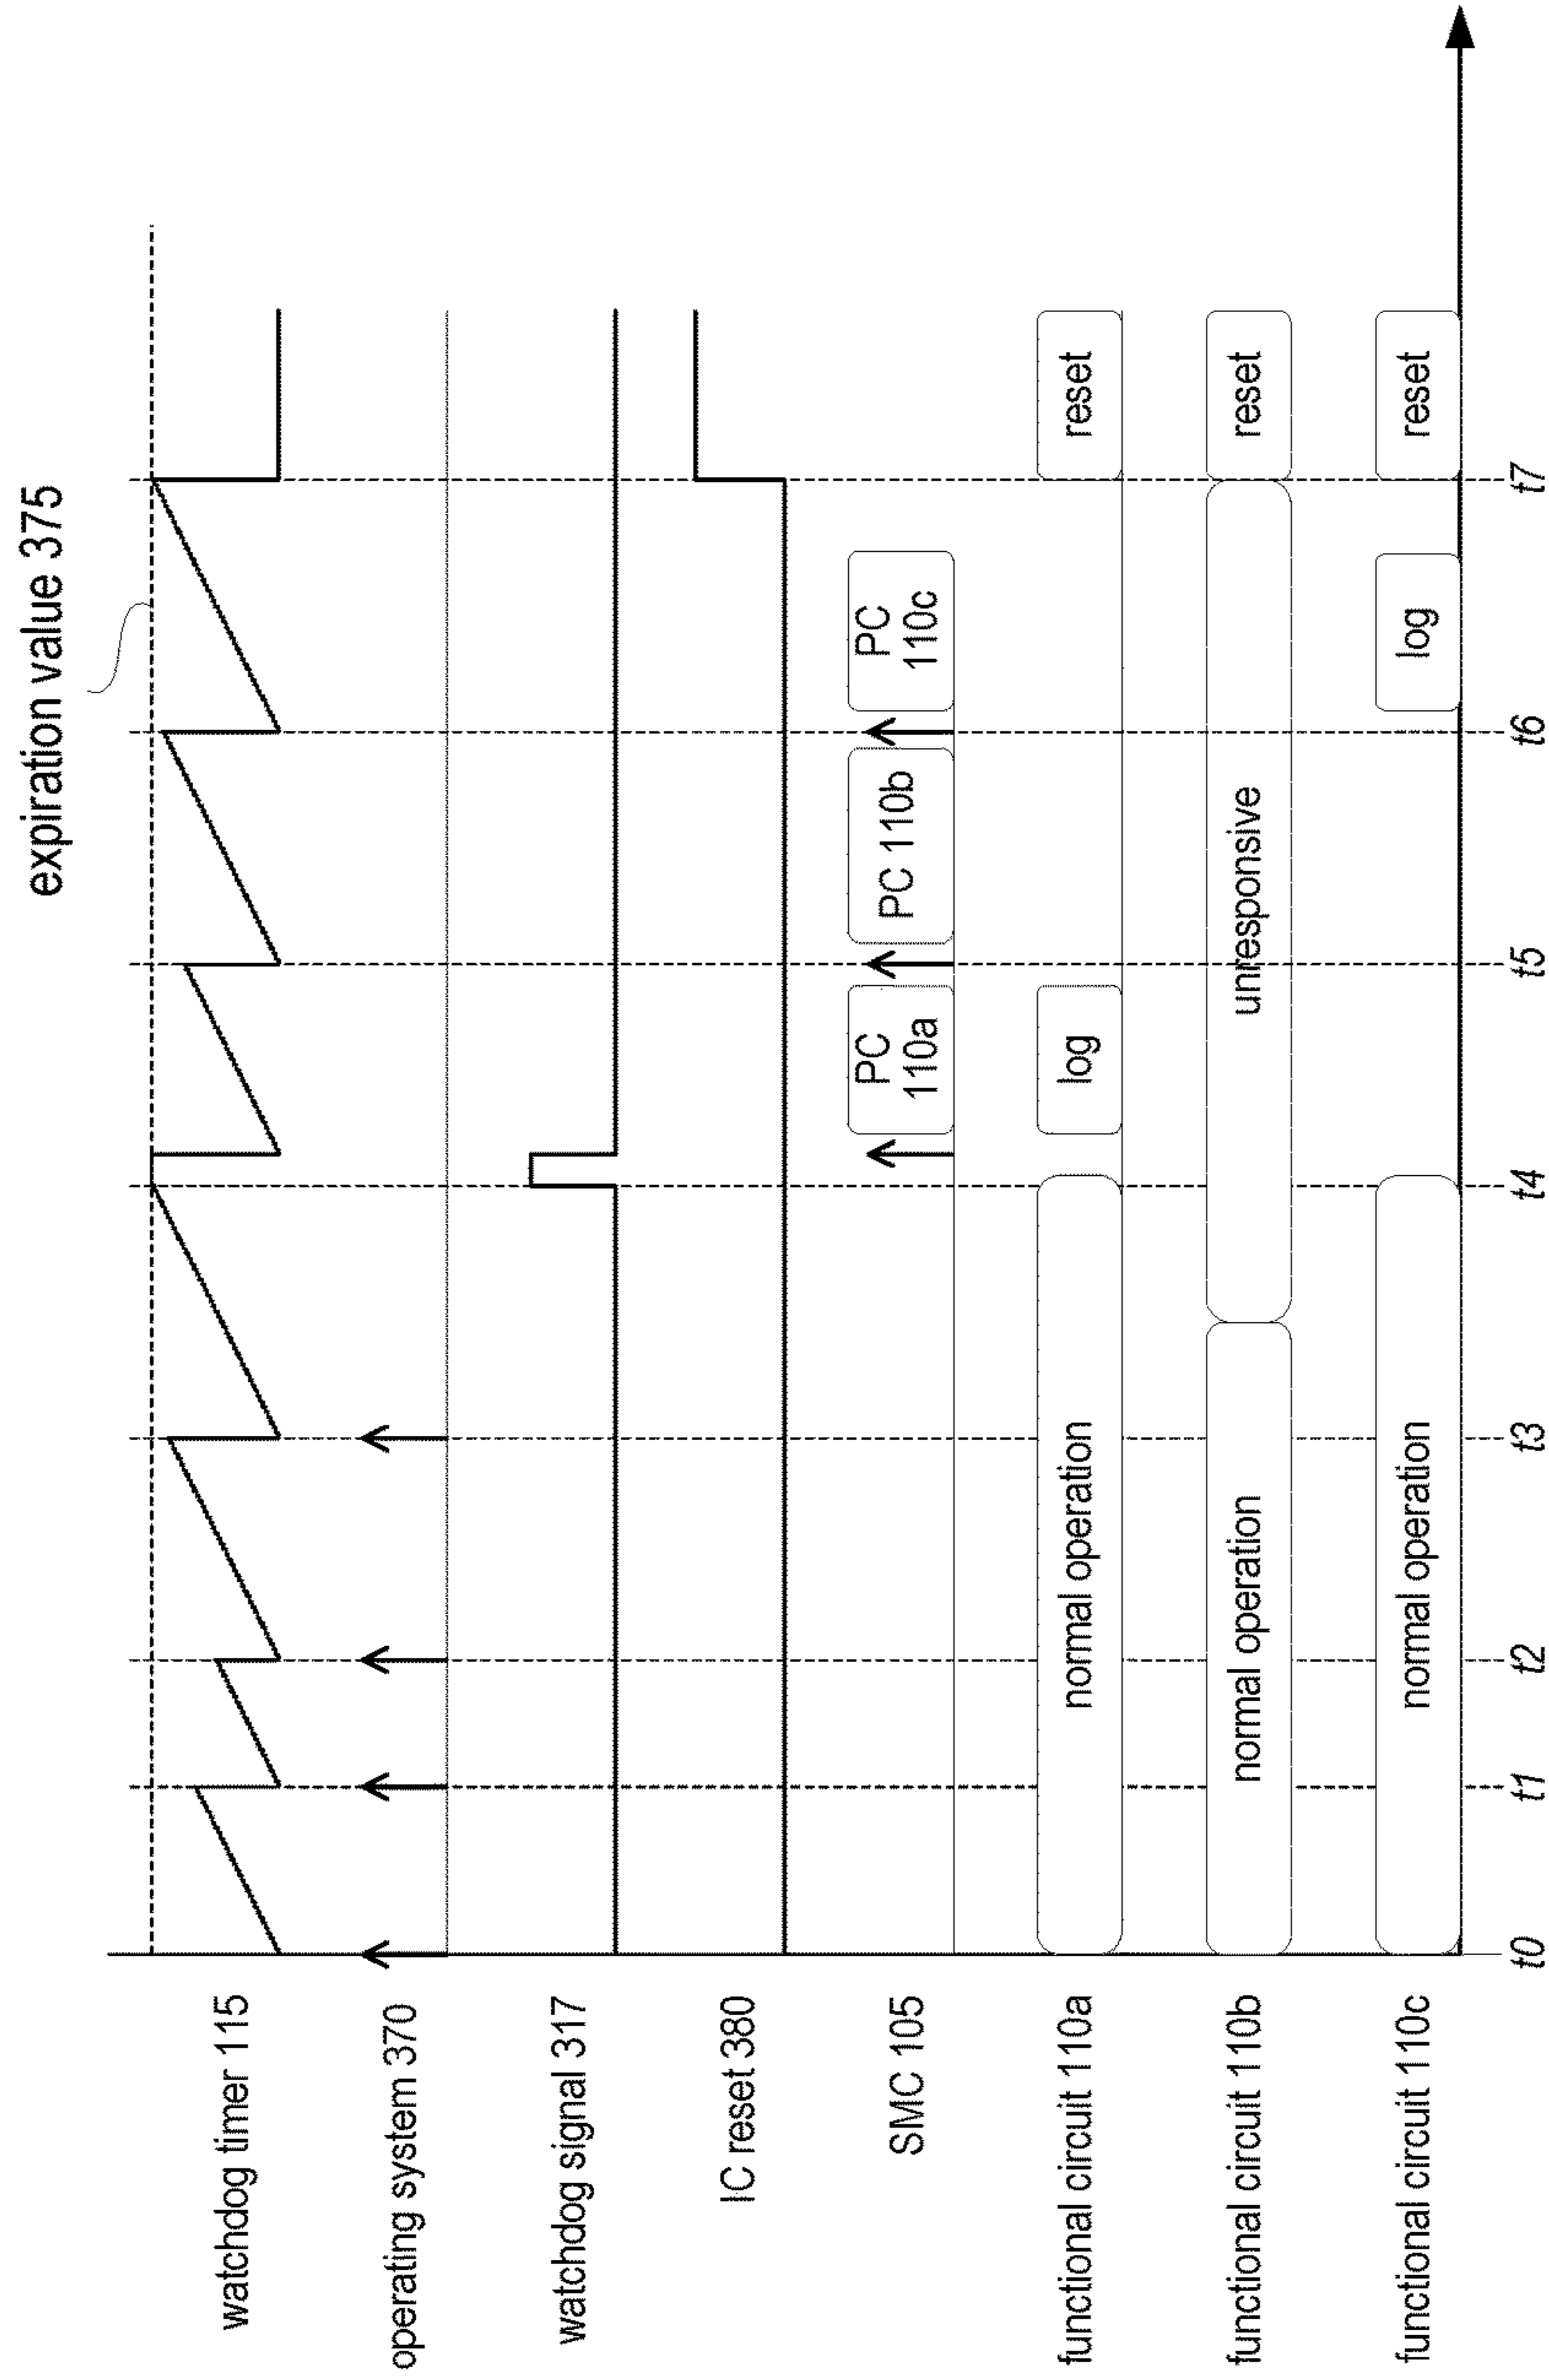 expiration value 375
watchdog timer 115
operating system 370
watchdog signal 317
IC reset 380
SMC 105
PC
110a
PC 110b
PC
110c
functional circuit 110a
normal operation
log
reset
functional circuit 110b
normal operation
unresponsive
reset
functional circuit 110c
normal operation
log
reset
t0
t1
t2
t3
t4
t5
t6
t7